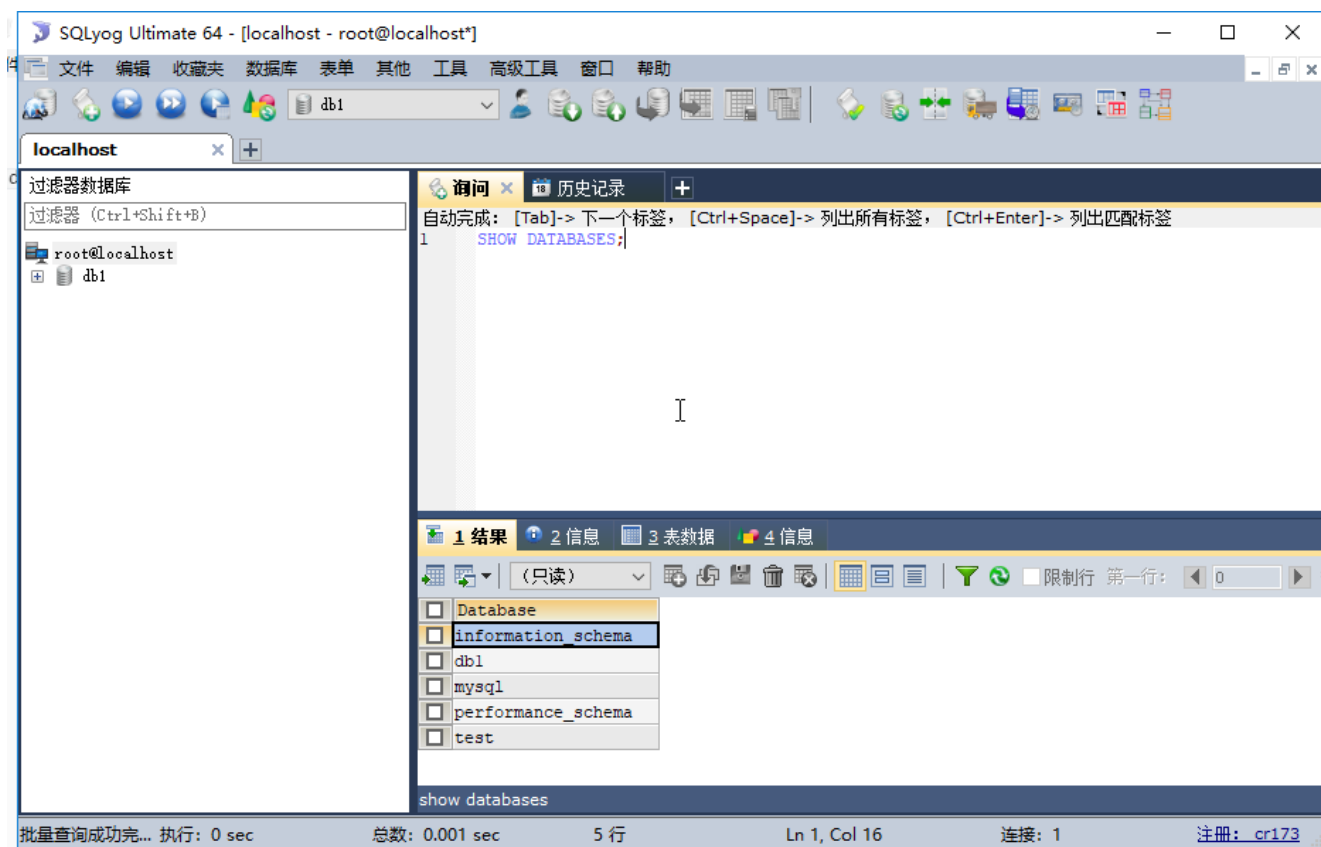 SQLyog Ultimate 64 - [localhost - root@localhost*]
文件 编辑 收藏夹 数据库 表单 其他 工具 高级工具 窗口 帮助
db1
localhost
过滤器数据库
过滤器 (Ctrl+Shift+B)
root@localhost
db1
询问 历史记录
自动完成: [Tab]-> 下一个标签, [Ctrl+Space]-> 列出所有标签, [Ctrl+Enter]-> 列出匹配标签
1 SHOW DATABASES;
1 结果 2 信息 3 表数据 4 信息
(只读) 限制行 第一行: 0
Database
information_schema
db1
mysql
performance_schema
test
show databases
批量查询成功完... 执行: 0 sec 总数: 0.001 sec 5 行 Ln 1, Col 16 连接: 1 注册: cr173